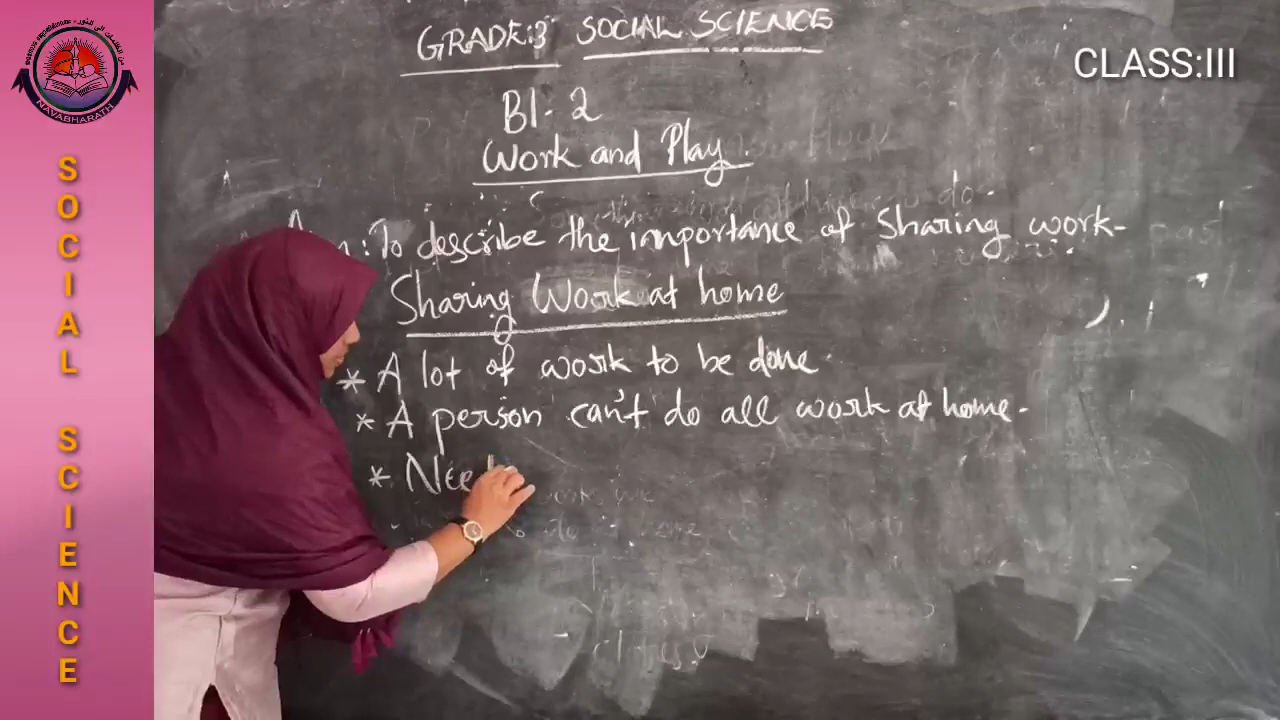 GRADE:3 SOCIAL SCIENCE
CLASS:III
Bl. 2
Work and Play.
: To describe the importance of Sharing work.
Sharing Work at home
* A lot of work to be done.
* A person can't do all work at home.
* Need
NAVABHARATH
SOCIAL SCIENCE